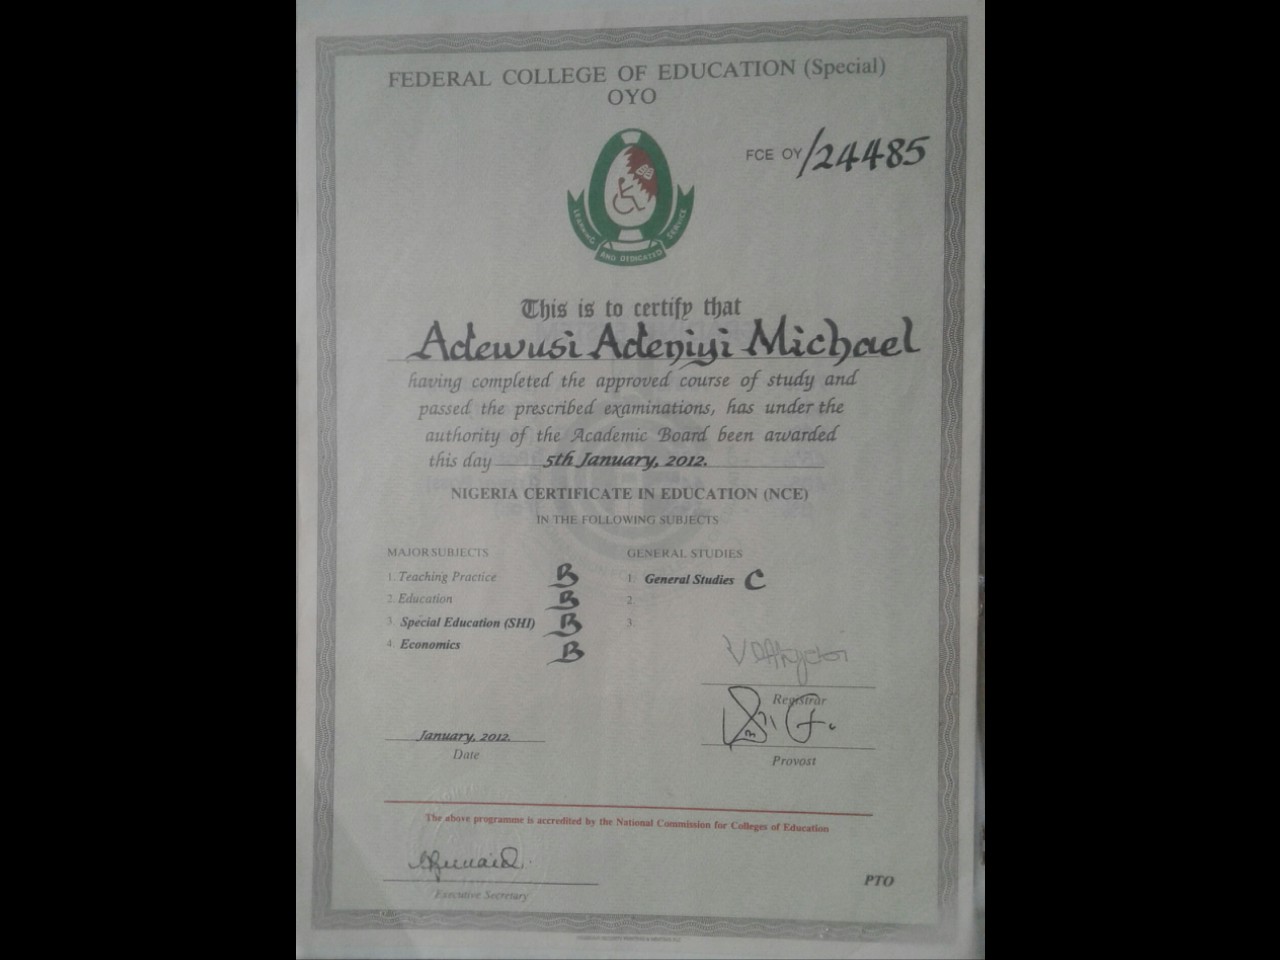 FEDERAL COLLEGE OF EDUCATION (Special)
OYO
FCE OY/24485
LEARNING AND DEDICATED SERVICE
This is to certify that
Adewusi Adeniyi Michael
having completed the approved course of study and
passed the prescribed examinations, has under the
authority of the Academic Board been awarded
this day 5th January, 2012.
NIGERIA CERTIFICATE IN EDUCATION (NCE)
IN THE FOLLOWING SUBJECTS
MAJOR SUBJECTS
1. Teaching Practice B
2. Education B
3. Special Education (SHI) B
4. Economics B
GENERAL STUDIES
1. General Studies C
2.
3.
Registrar
Provost
January, 2012.
Date
The above programme is accredited by the National Commission for Colleges of Education
Executive Secretary
PTO